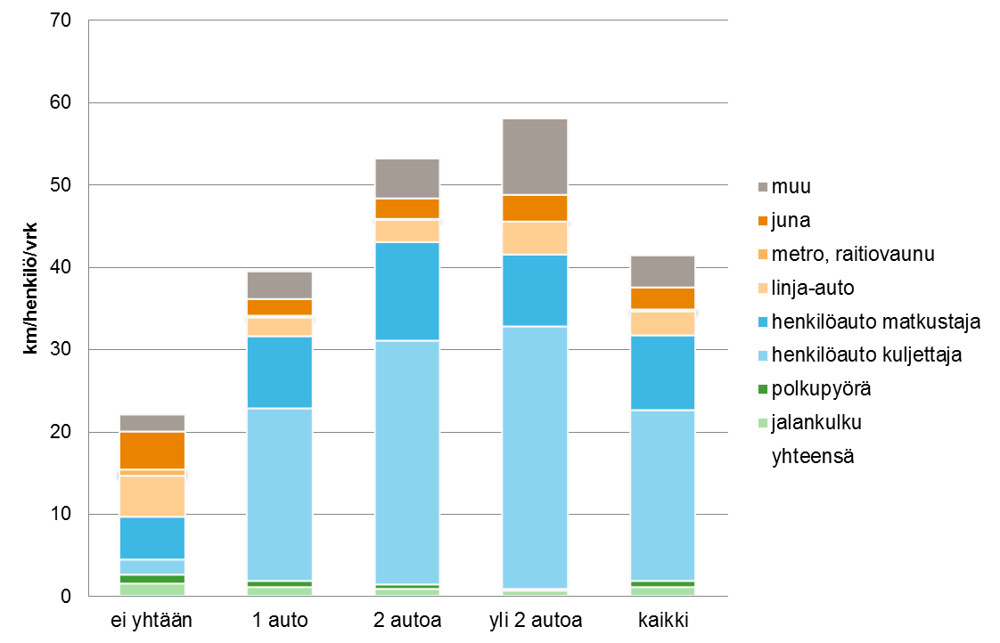 70
60
50
40
30
20
10
0
km/henkilö/vrk
ei yhtään
1 auto
2 autoa
yli 2 autoa
kaikki
muu
juna
metro, raitiovaunu
linja-auto
henkilöauto matkustaja
henkilöauto kuljettaja
polkupyörä
jalankulku
yhteensä